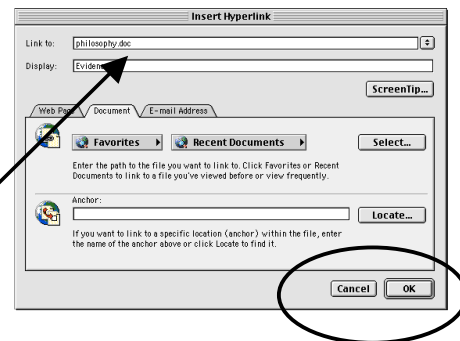 Insert Hyperlink
Link to: philosophy.doc
Display:
ScreenTip...
Web Page Document E-mail Address
Favorites Recent Documents Select...
Enter the path to the file you want to link to. Click Favorites or Recent
Documents to link to a file you've viewed before or view frequently.
Anchor:
Locate...
If you want to link to a specific location (anchor) within the file, enter
the name of the anchor above or click Locate to find it.
Cancel OK